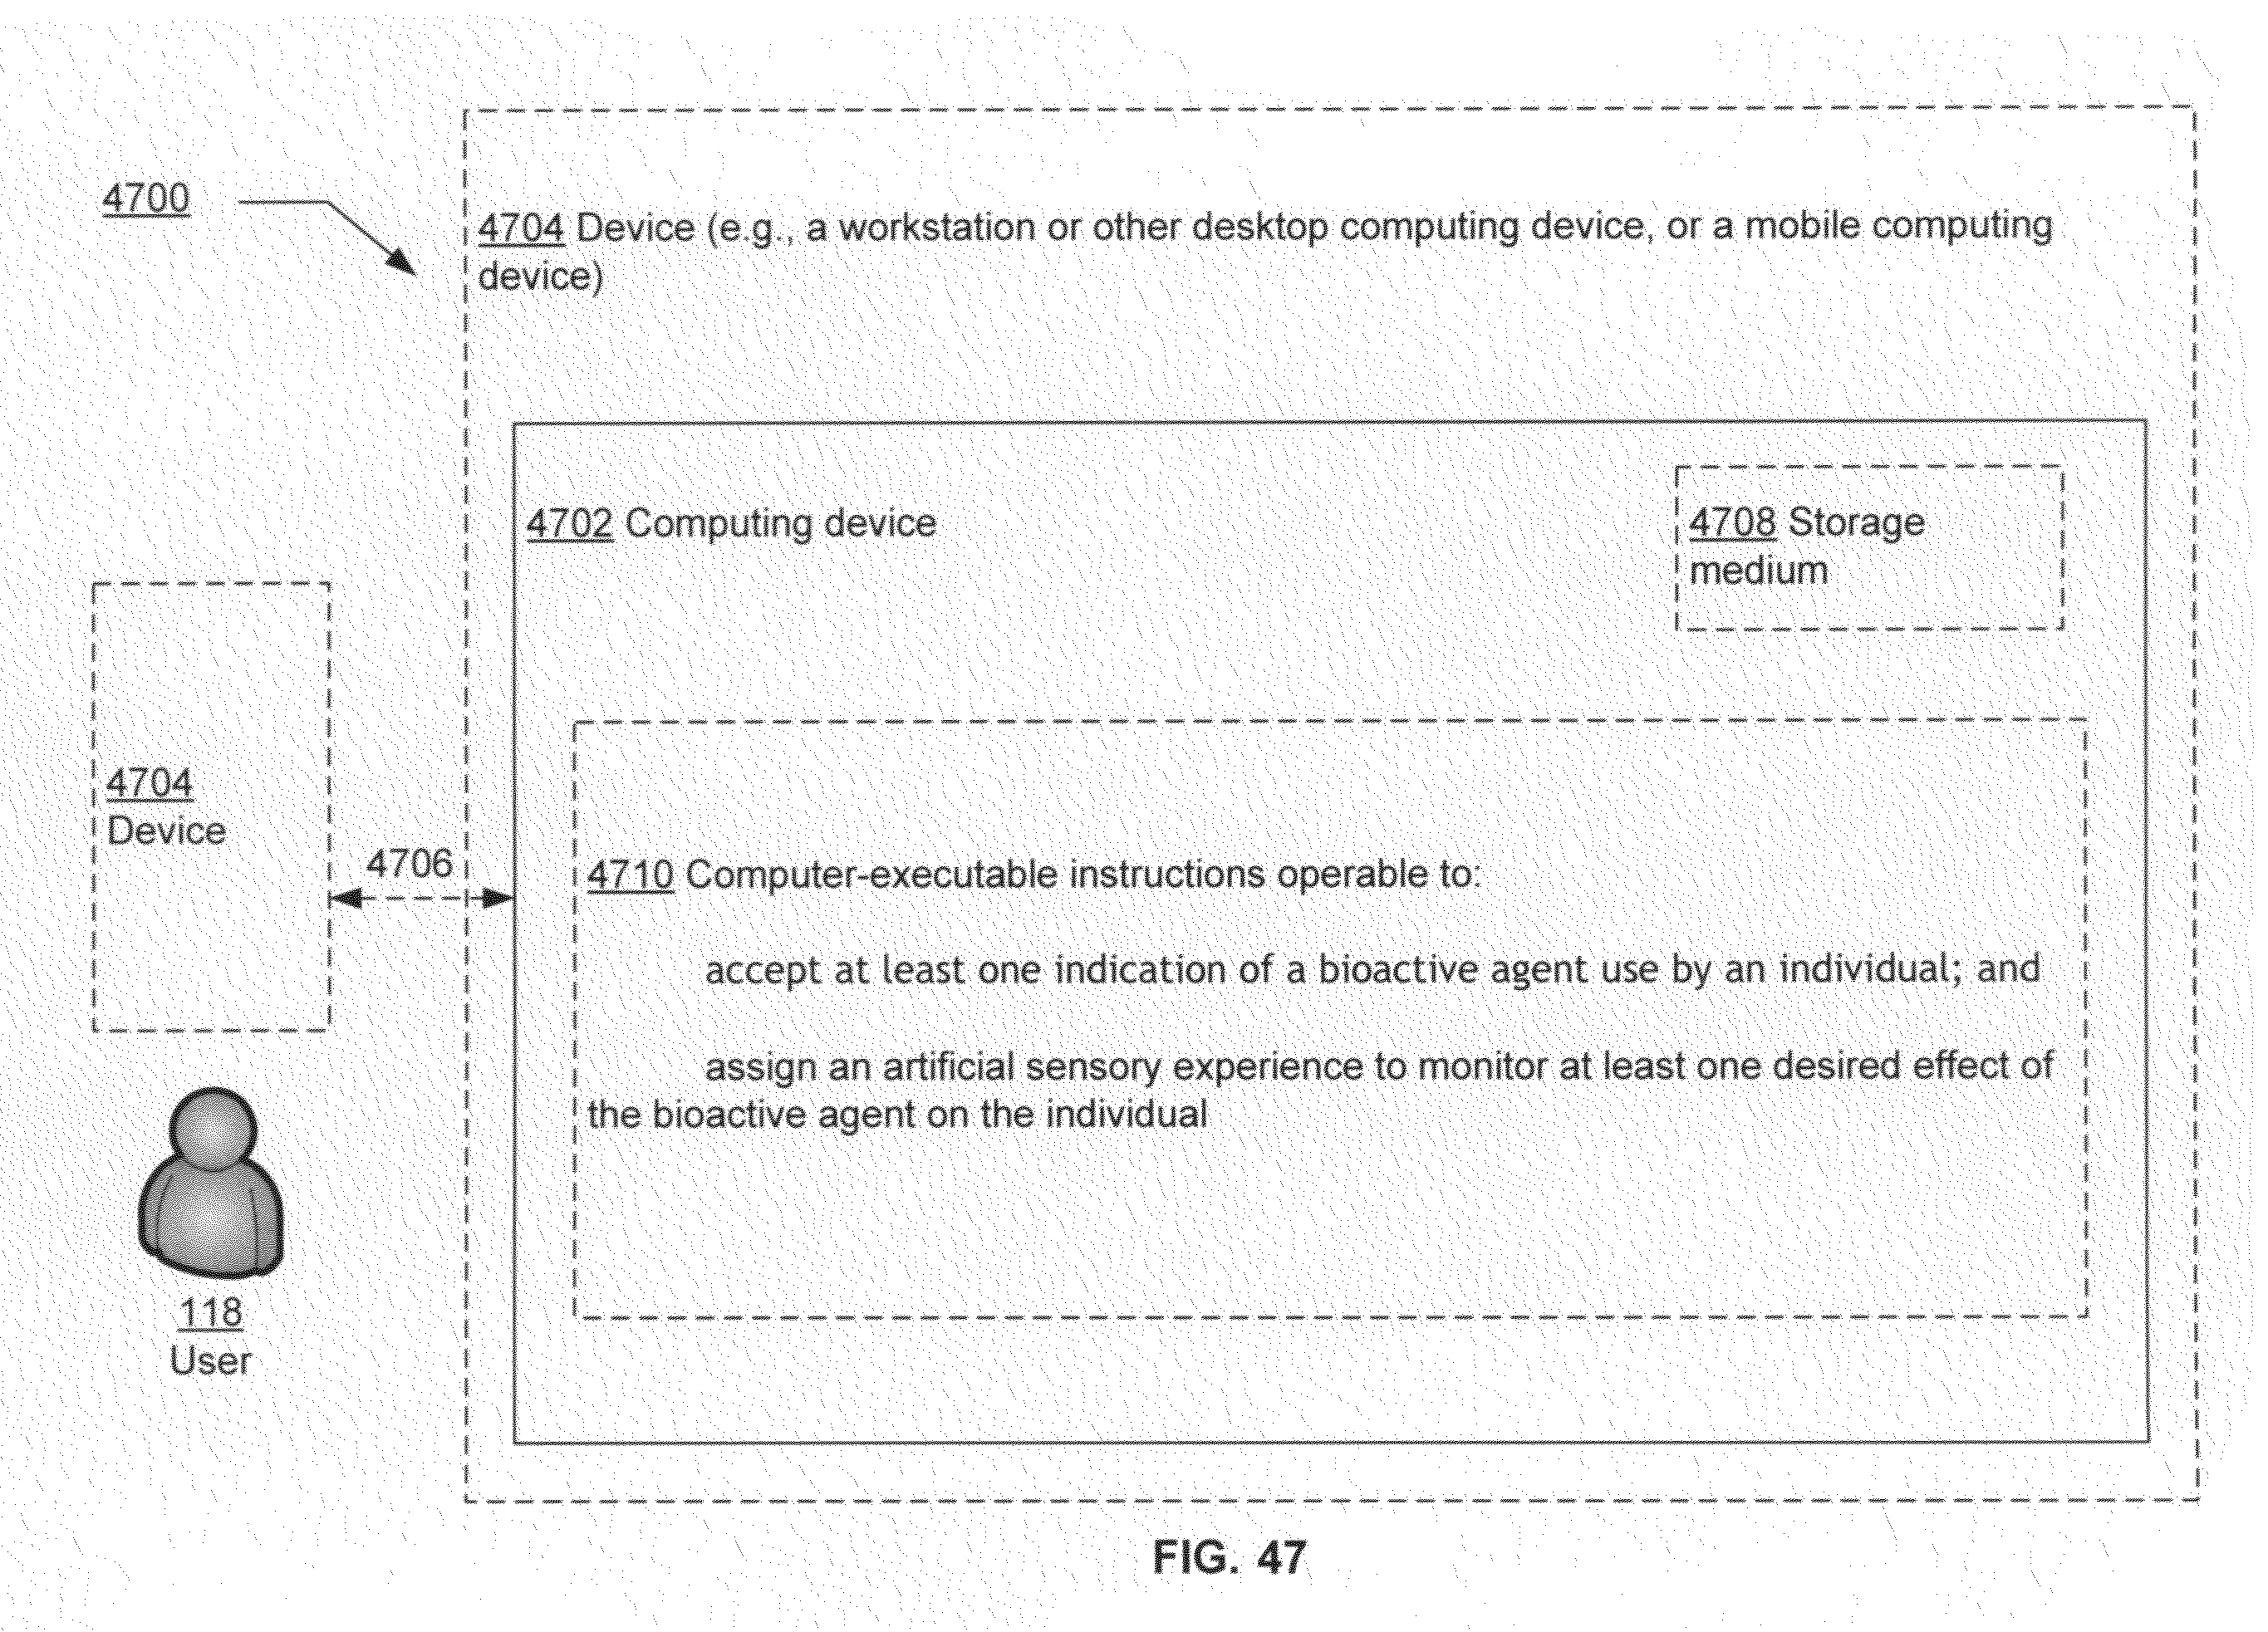 4700
4704 Device (e.g., a workstation or other desktop computing device, or a mobile computing
device)
4702 Computing device
4708 Storage
medium
4704
Device
4706
4710 Computer-executable instructions operable to:
accept at least one indication of a bioactive agent use by an individual; and
assign an artificial sensory experience to monitor at least one desired effect of
the bioactive agent on the individual
118
User
FIG. 47